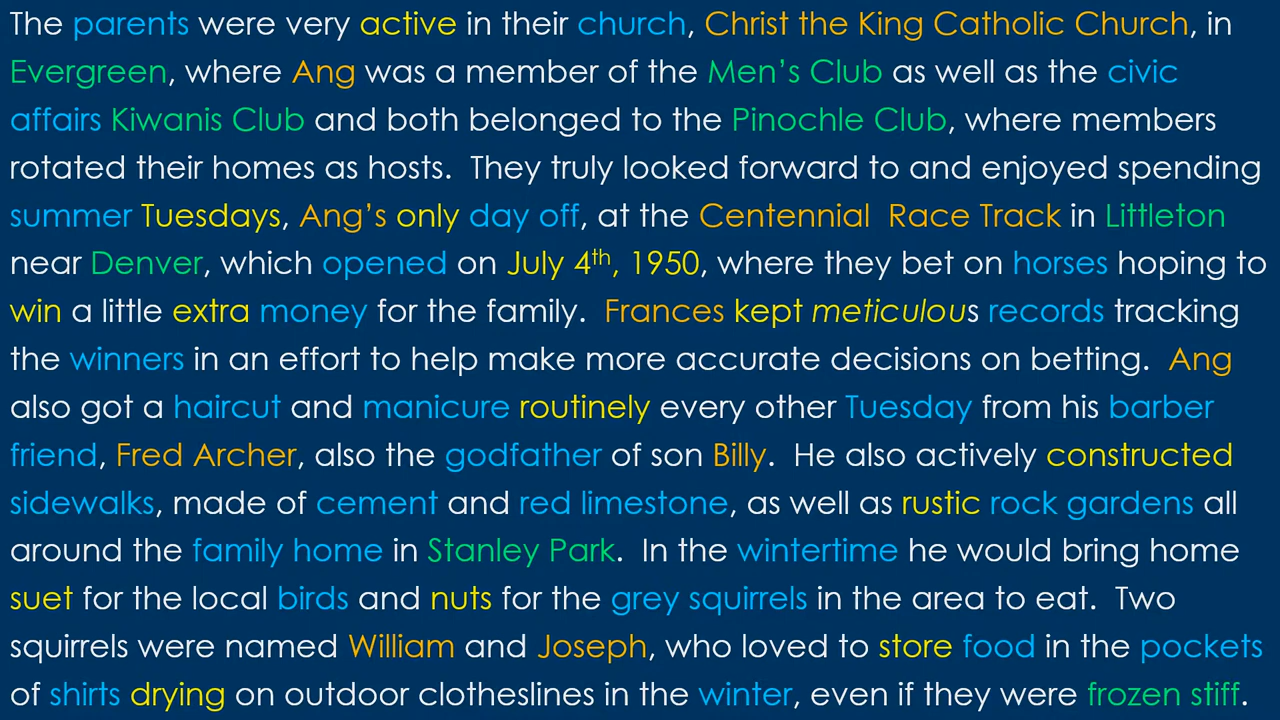 The parents were very active in their church, Christ the King Catholic Church, in
Evergreen, where Ang was a member of the Men’s Club as well as the civic
affairs Kiwanis Club and both belonged to the Pinochle Club, where members
rotated their homes as hosts.  They truly looked forward to and enjoyed spending
summer Tuesdays, Ang’s only day off, at the Centennial  Race Track in Littleton
near Denver, which opened on July 4th, 1950, where they bet on horses hoping to
win a little extra money for the family.  Frances kept meticulous records tracking
the winners in an effort to help make more accurate decisions on betting.  Ang
also got a haircut and manicure routinely every other Tuesday from his barber
friend, Fred Archer, also the godfather of son Billy.  He also actively constructed
sidewalks, made of cement and red limestone, as well as rustic rock gardens all
around the family home in Stanley Park.  In the wintertime he would bring home
suet for the local birds and nuts for the grey squirrels in the area to eat.  Two
squirrels were named William and Joseph, who loved to store food in the pockets
of shirts drying on outdoor clotheslines in the winter, even if they were frozen stiff.